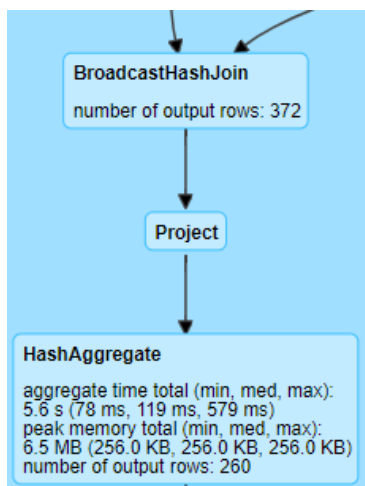 BroadcastHashJoin
number of output rows: 372
Project
HashAggregate
aggregate time total (min, med, max):
5.6 s (78 ms, 119 ms, 579 ms)
peak memory total (min, med, max):
6.5 MB (256.0 KB, 256.0 KB, 256.0 KB)
number of output rows: 260